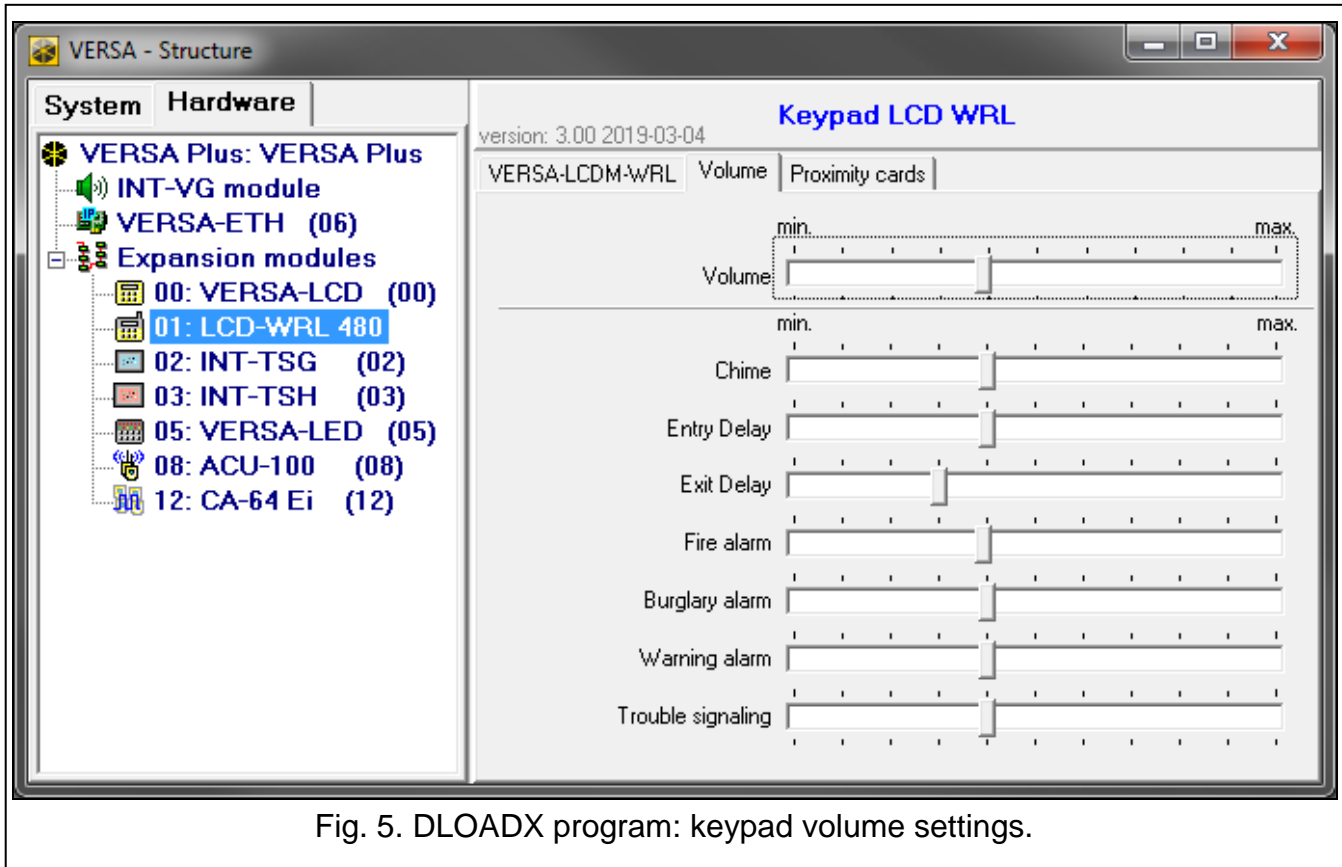 VERSA - Structure
System Hardware
VERSA Plus: VERSA Plus
INT-VG module
VERSA-ETH (06)
Expansion modules
00: VERSA-LCD (00)
01: LCD-WRL 480
02: INT-TSG (02)
03: INT-TSH (03)
05: VERSA-LED (05)
08: ACU-100 (08)
12: CA-64 Ei (12)
Keypad LCD WRL
version: 3.00 2019-03-04
VERSA-LCDM-WRL Volume Proximity cards
min. max.
Volume
min. max.
Chime
Entry Delay
Exit Delay
Fire alarm
Burglary alarm
Warning alarm
Trouble signaling
Fig. 5. DLOADX program: keypad volume settings.